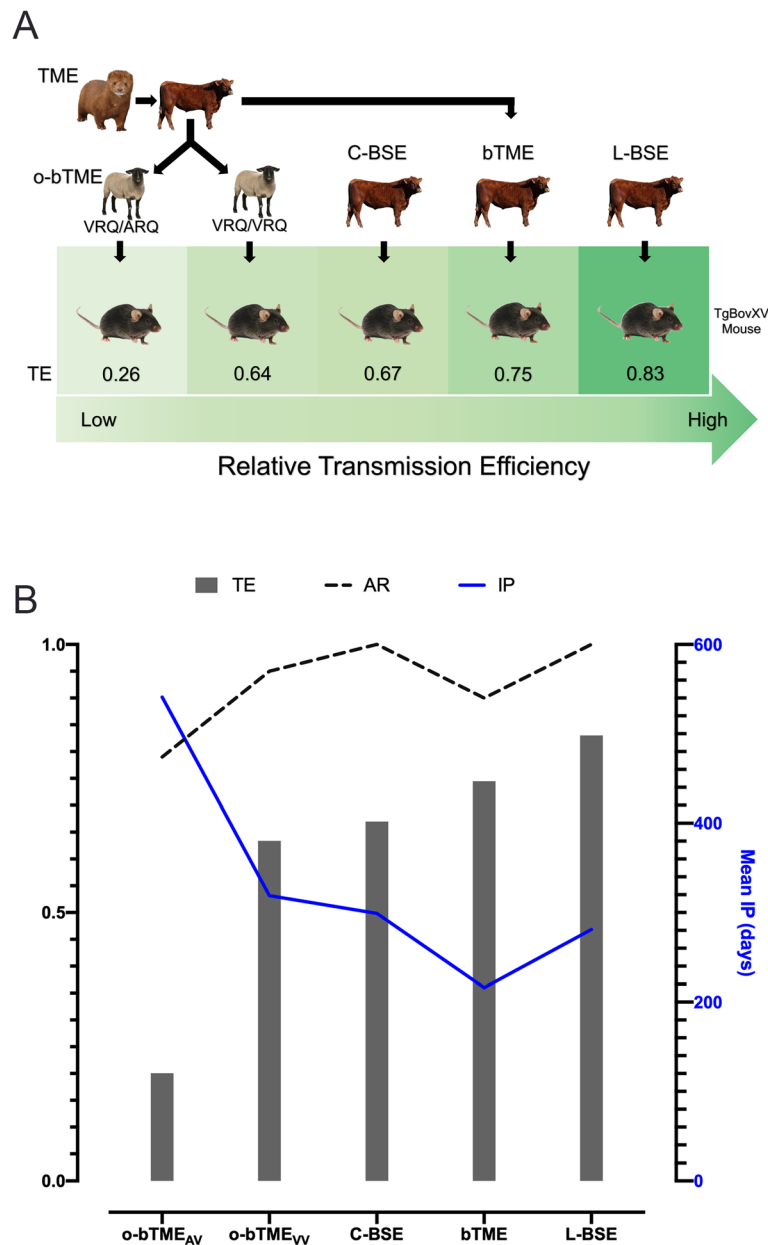 A
TME
C-BSE bTME L-BSE
o-bTME
VRQ/ARQ VRQ/VRQ
TgBovXV
Mouse
TE 0.26 0.64 0.67 0.75 0.83
Low High
Relative Transmission Efficiency
B
TE AR IP
1.0 600
400
0.5
200
0.0 0
Mean IP (days)
o-bTMEAV o-bTMEVV C-BSE bTME L-BSE